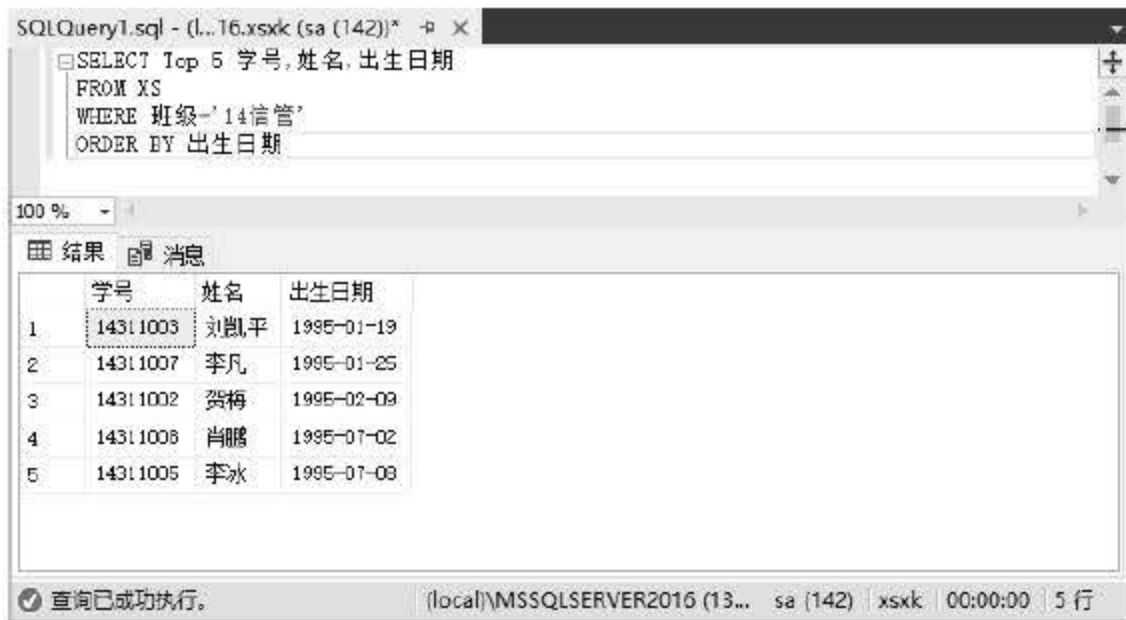 SQLQuery1.sql - (l...16.xsxk (sa (142))*
SELECT Top 5 学号,姓名,出生日期
FROM XS
WHERE 班级='14信管'
ORDER BY 出生日期
100 %
结果 消息
学号 姓名 出生日期
1 14311003 刘凯平 1995-01-19
2 14311007 李凡 1995-01-25
3 14311002 贺梅 1995-02-09
4 肖鹏 1995-07-02
5 14311005 李冰
查询已成功执行。 (local)\MSSQLSERVER2016 (13... sa (142) xsxk 00:00:00 5 行